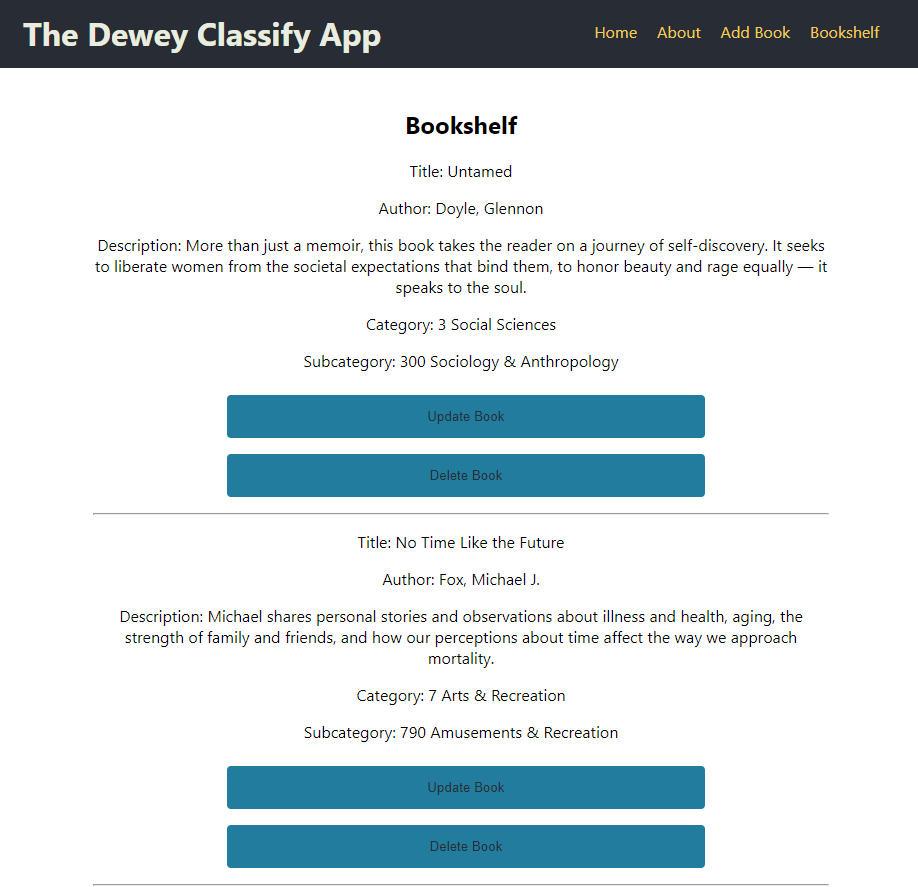 The Dewey Classify App
Home About Add Book Bookshelf
Bookshelf
Title: Untamed
Author: Doyle, Glennon
Description: More than just a memoir, this book takes the reader on a journey of self-discovery. It seeks
to liberate women from the societal expectations that bind them, to honor beauty and rage equally — it
speaks to the soul.
Category: 3 Social Sciences
Subcategory: 300 Sociology & Anthropology
Update Book
Delete Book
Title: No Time Like the Future
Author: Fox, Michael J.
Description: Michael shares personal stories and observations about illness and health, aging, the
strength of family and friends, and how our perceptions about time affect the way we approach
mortality.
Category: 7 Arts & Recreation
Subcategory: 790 Amusements & Recreation
Update Book
Delete Book